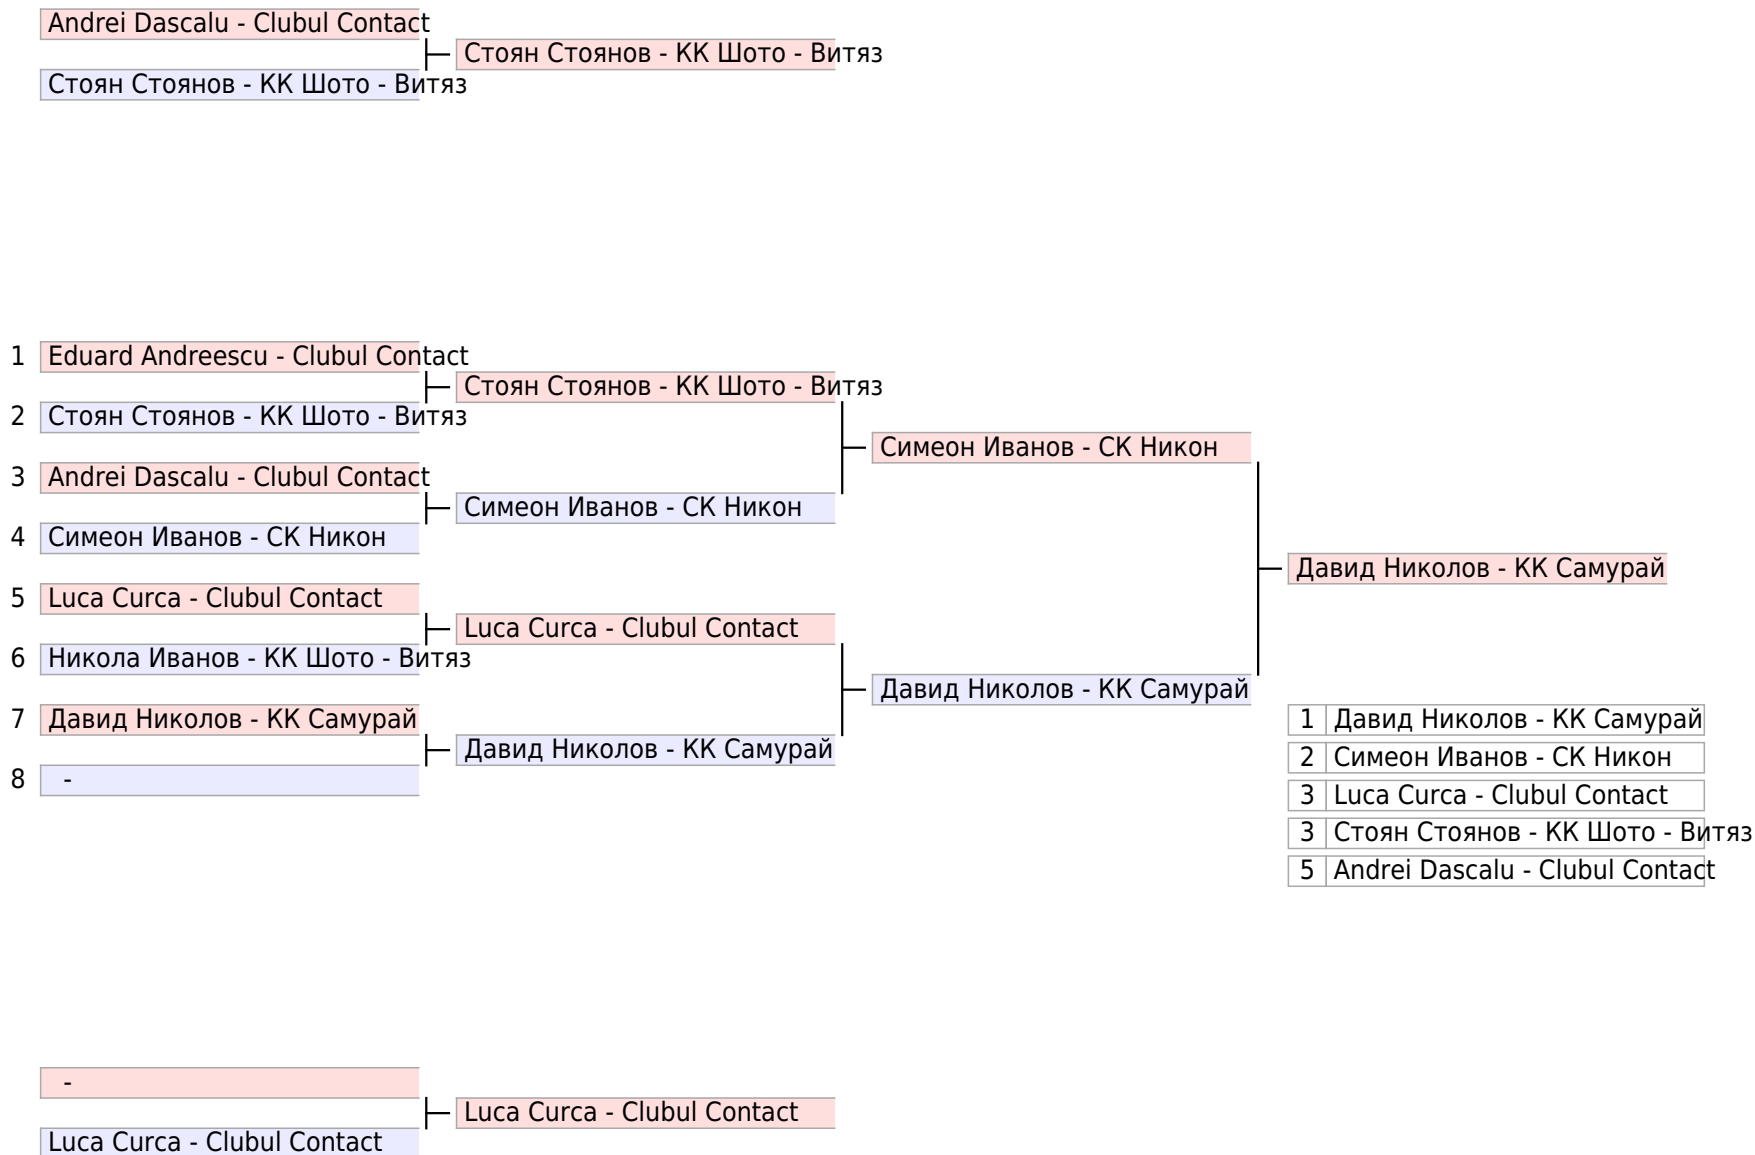 Andrei Dascalu - Clubul Contact
Стоян Стоянов - КК Шото - Витяз
Стоян Стоянов - КК Шото - Витяз
1 Eduard Andreescu - Clubul Contact
Стоян Стоянов - КК Шото - Витяз
2 Стоян Стоянов - КК Шото - Витяз
Симеон Иванов - СК Никон
3 Andrei Dascalu - Clubul Contact
Симеон Иванов - СК Никон
4 Симеон Иванов - СК Никон
Давид Николов - КК Самурай
5 Luca Curca - Clubul Contact
Luca Curca - Clubul Contact
6 Никола Иванов - КК Шото - Витяз
Давид Николов - КК Самурай
7 Давид Николов - КК Самурай
Давид Николов - КК Самурай
8 -
1 Давид Николов - КК Самурай
2 Симеон Иванов - СК Никон
3 Luca Curca - Clubul Contact
3 Стоян Стоянов - КК Шото - Витяз
5 Andrei Dascalu - Clubul Contact
-
Luca Curca - Clubul Contact
Luca Curca - Clubul Contact